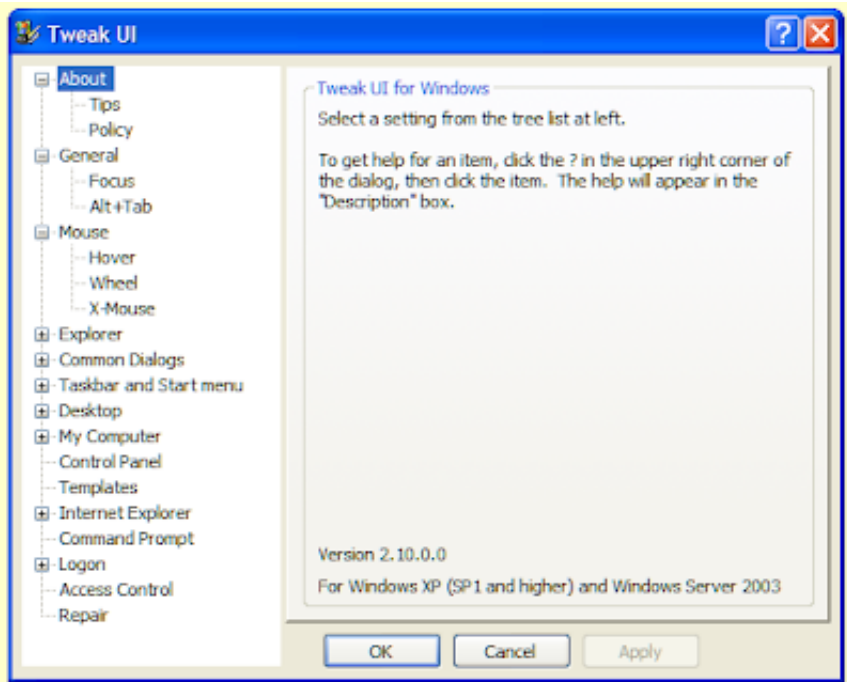 Tweak UI
About
Tips
Policy
General
Focus
Alt+Tab
Mouse
Hover
Wheel
X-Mouse
Explorer
Common Dialogs
Taskbar and Start menu
Desktop
My Computer
Control Panel
Templates
Internet Explorer
Command Prompt
Logon
Access Control
Repair
Tweak UI for Windows
Select a setting from the tree list at left.
To get help for an item, click the ? in the upper right corner of
the dialog, then click the item.  The help will appear in the
"Description" box.
Version 2.10.0.0
For Windows XP (SP1 and higher) and Windows Server 2003
OK
Cancel
Apply